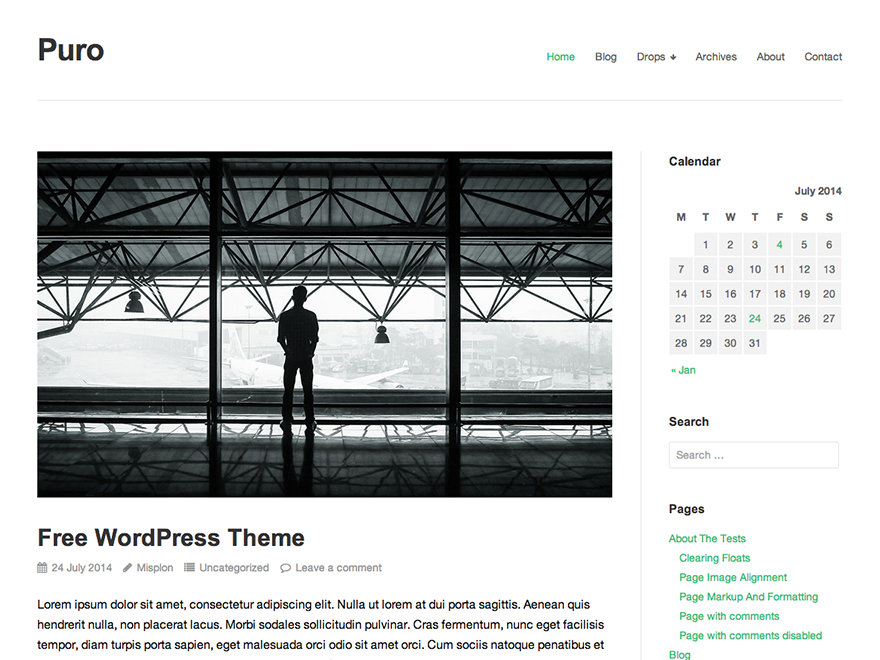 Puro
Home Blog Drops Archives About Contact
Free WordPress Theme
24 July 2014 Misplon Uncategorized Leave a comment
Lorem ipsum dolor sit amet, consectetur adipiscing elit. Nulla ut lorem at dui porta sagittis. Aenean quis
hendrerit nulla, non placerat lacus. Morbi sodales sollicitudin pulvinar. Cras fermentum, nunc eget facilisis
tempor, diam turpis porta sapien, eget malesuada orci odio sit amet orci. Cum sociis natoque penatibus et
Calendar
July 2014
M T W T F S S
1 2 3 4 5 6
7 8 9 10 11 12 13
14 15 16 17 18 19 20
21 22 23 24 25 26 27
28 29 30 31
« Jan
Search
Search ...
Pages
About The Tests
Clearing Floats
Page Image Alignment
Page Markup And Formatting
Page with comments
Page with comments disabled
Blog